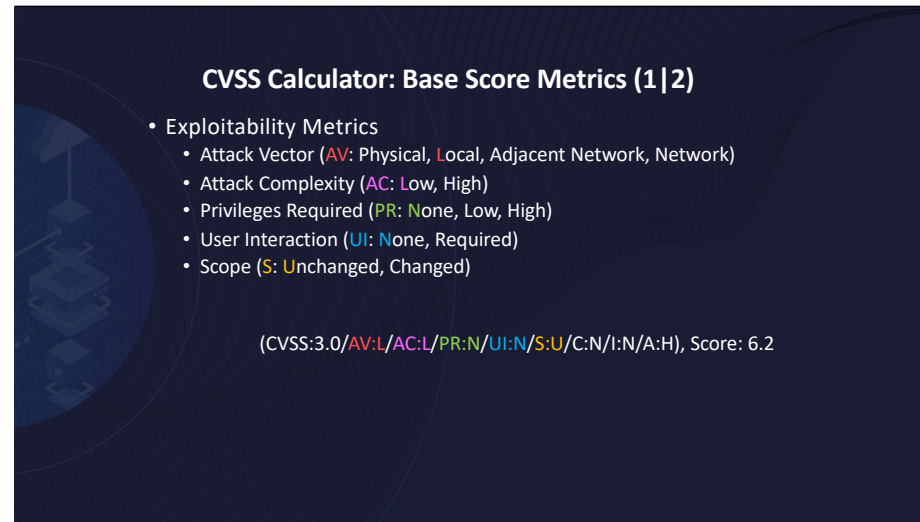 CVSS Calculator: Base Score Metrics (1|2)
• Exploitability Metrics
• Attack Vector (AV: Physical, Local, Adjacent Network, Network)
• Attack Complexity (AC: Low, High)
• Privileges Required (PR: None, Low, High)
• User Interaction (UI: None, Required)
• Scope (S: Unchanged, Changed)
(CVSS:3.0/AV:L/AC:L/PR:N/UI:N/S:U/C:N/I:N/A:H), Score: 6.2